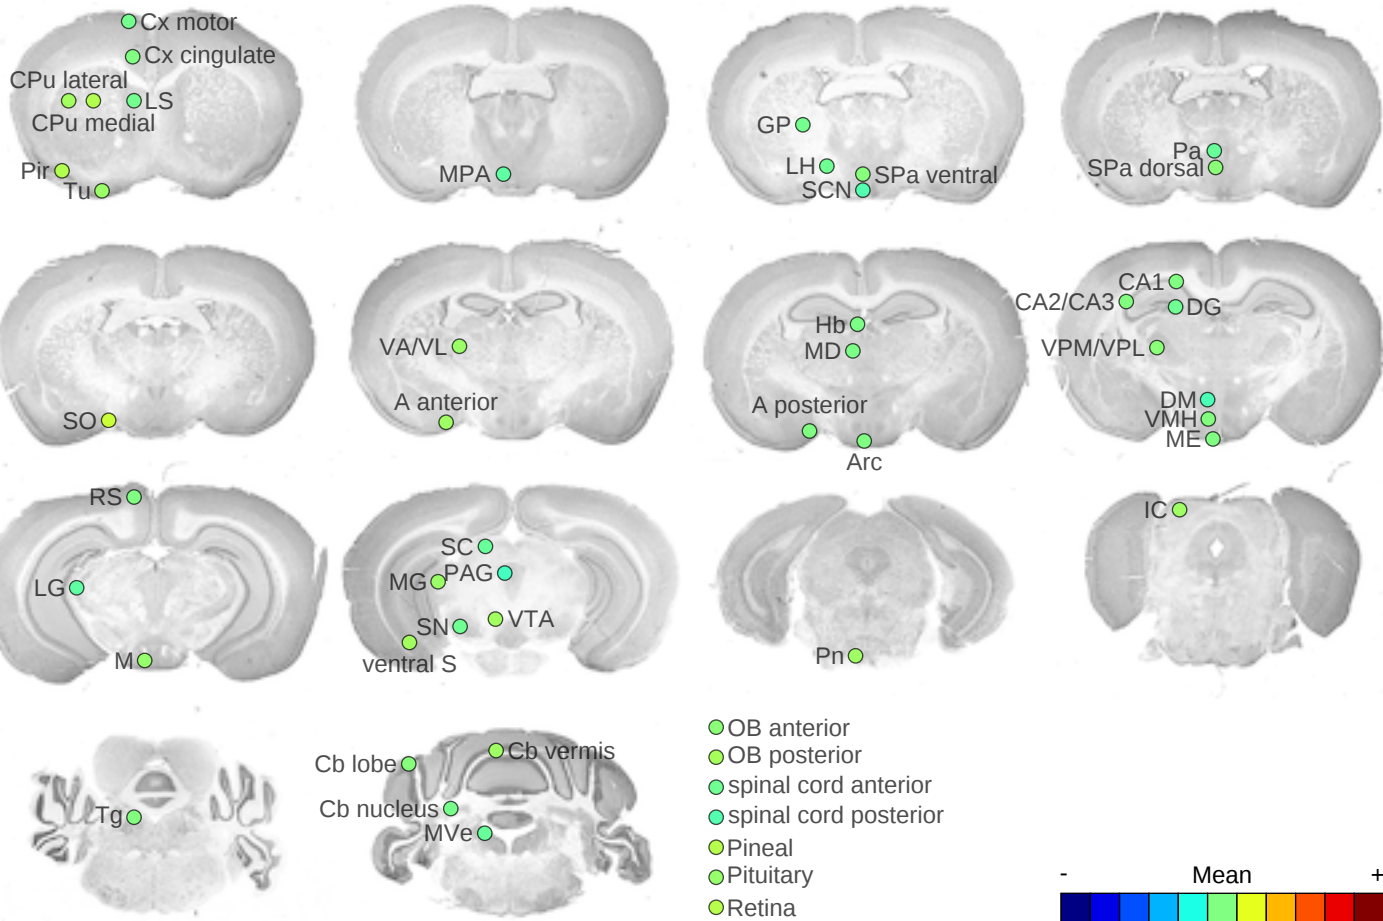 Cx motor
Cx cingulate
CPu lateral
LS
CPu medial
Pir
Tu
MPA
GP
LH
SPa ventral
SCN
Pa
SPa dorsal
SO
VA/VL
A anterior
Hb
MD
A posterior
Arc
CA1
CA2/CA3
DG
VPM/VPL
DM
VMH
ME
RS
LG
M
SC
PAG
MG
VTA
SN
ventral S
Pn
IC
Tg
Cb lobe
Cb vermis
Cb nucleus
MVe
OB anterior
OB posterior
spinal cord anterior
spinal cord posterior
Pineal
Pituitary
Retina
- Mean +